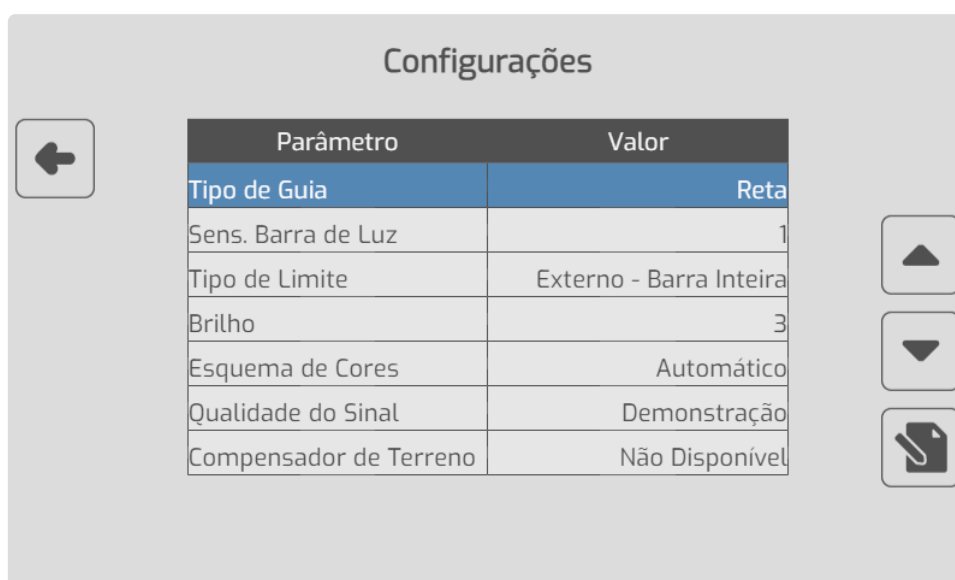 Configurações
Parâmetro Valor
Tipo de Guia Reta
Sens. Barra de Luz 1
Tipo de Limite Externo - Barra Inteira
Brilho 3
Esquema de Cores Automático
Qualidade do Sinal Demonstração
Compensador de Terreno Não Disponível